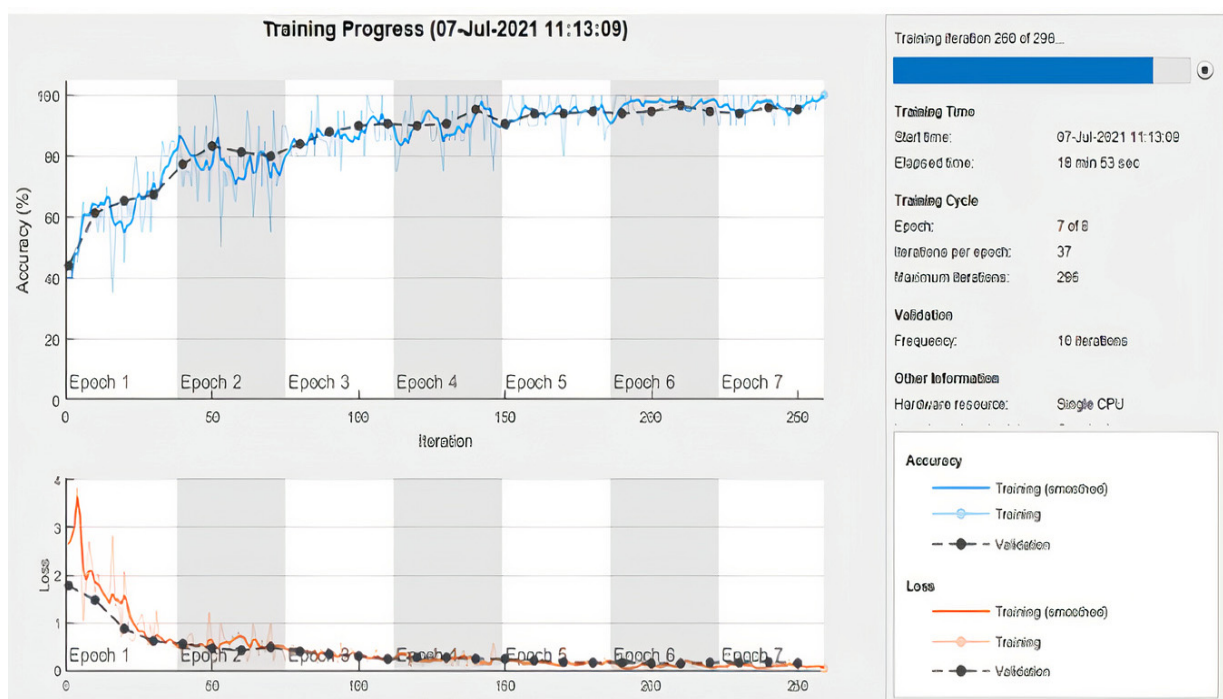 Training Progress (07-Jul-2021 11:13:09)
Accuracy (%)
100
80
60
40
20
0
Epoch 1 Epoch 2 Epoch 3 Epoch 4 Epoch 5 Epoch 6 Epoch 7
0 50 100 150 200 250
Iteration
Loss
4
3
2
1
0
Epoch 1 Epoch 2 Epoch 3 Epoch 4 Epoch 5 Epoch 6 Epoch 7
0 50 100 150 200 250
Training iteration of 296...
Training Time
Start time: 07-Jul-2021 11:13:09
Elapsed time: min 53 sec
Training Cycle
Epoch: 7 of 8
Iterations per epoch: 37
Maximum iterations: 296
Validation
Frequency: 10 iterations
Other Information
Hardware resource: Single CPU
Accuracy
Training (smoothed)
Training
Validation
Loss
Training (smoothed)
Training
Validation